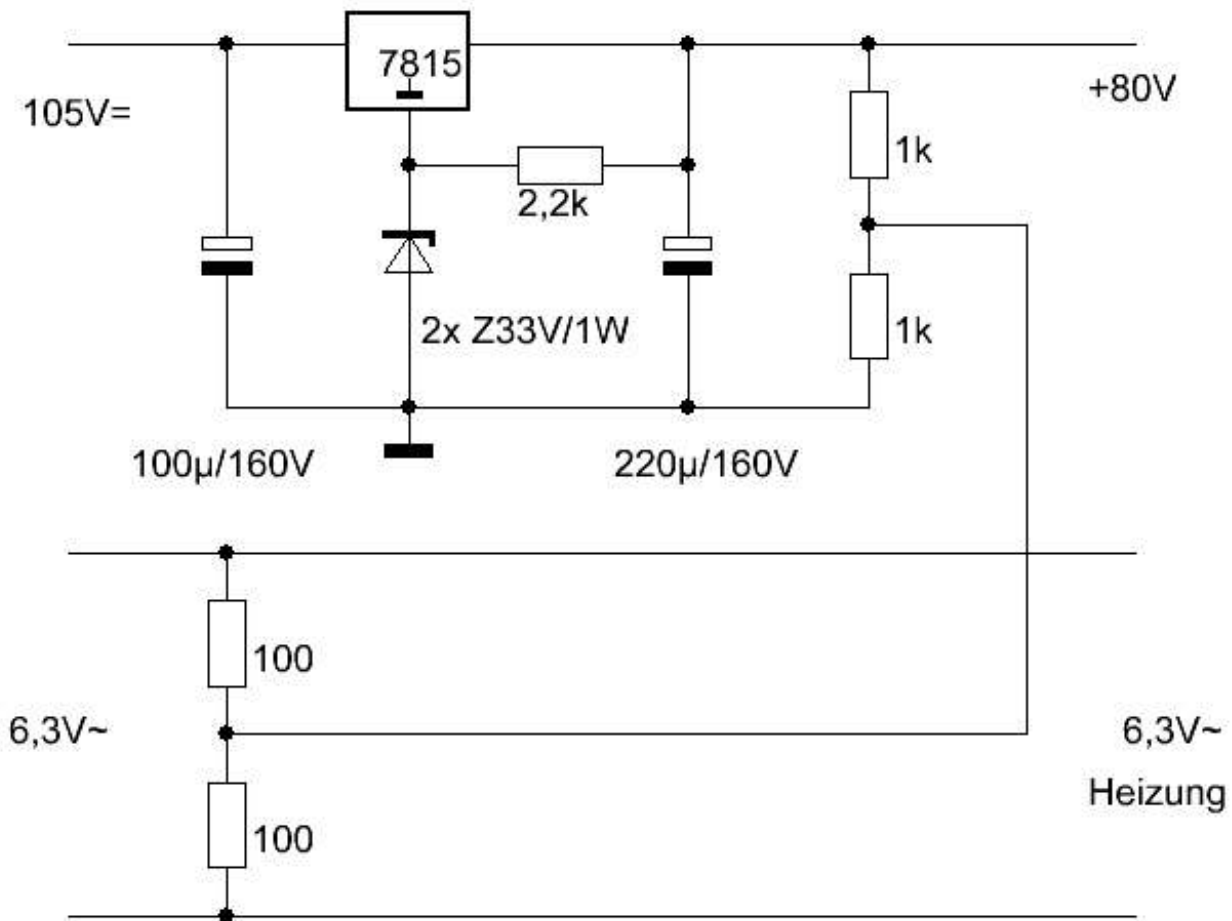 7815
105V=
+80V
1k
2,2k
2x Z33V/1W
1k
100µ/160V
220µ/160V
100
6,3V~
6,3V~
Heizung
100